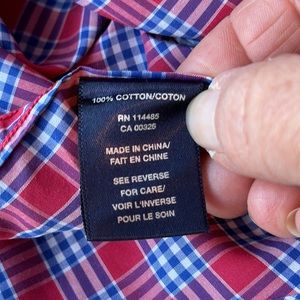 100% COTTON/COTON
RN 114485
CA 00325
MADE IN CHINA/
FAIT EN CHINE
SEE REVERSE
FOR CARE/
VOIR L'INVERSE
POUR LE SOIN